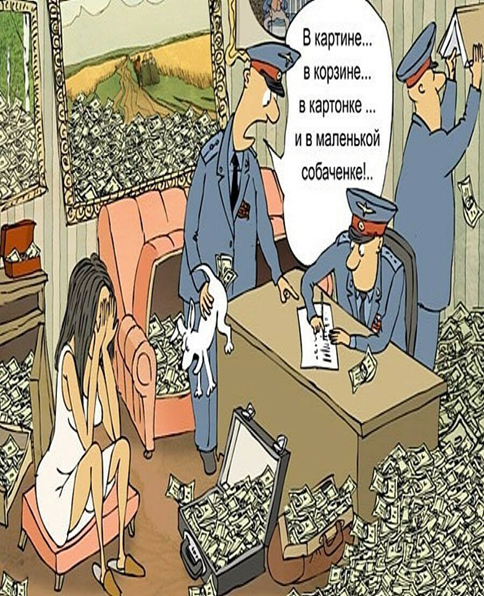 В картине...
в корзине...
в картонке ...
и в маленькой
собаченке!..